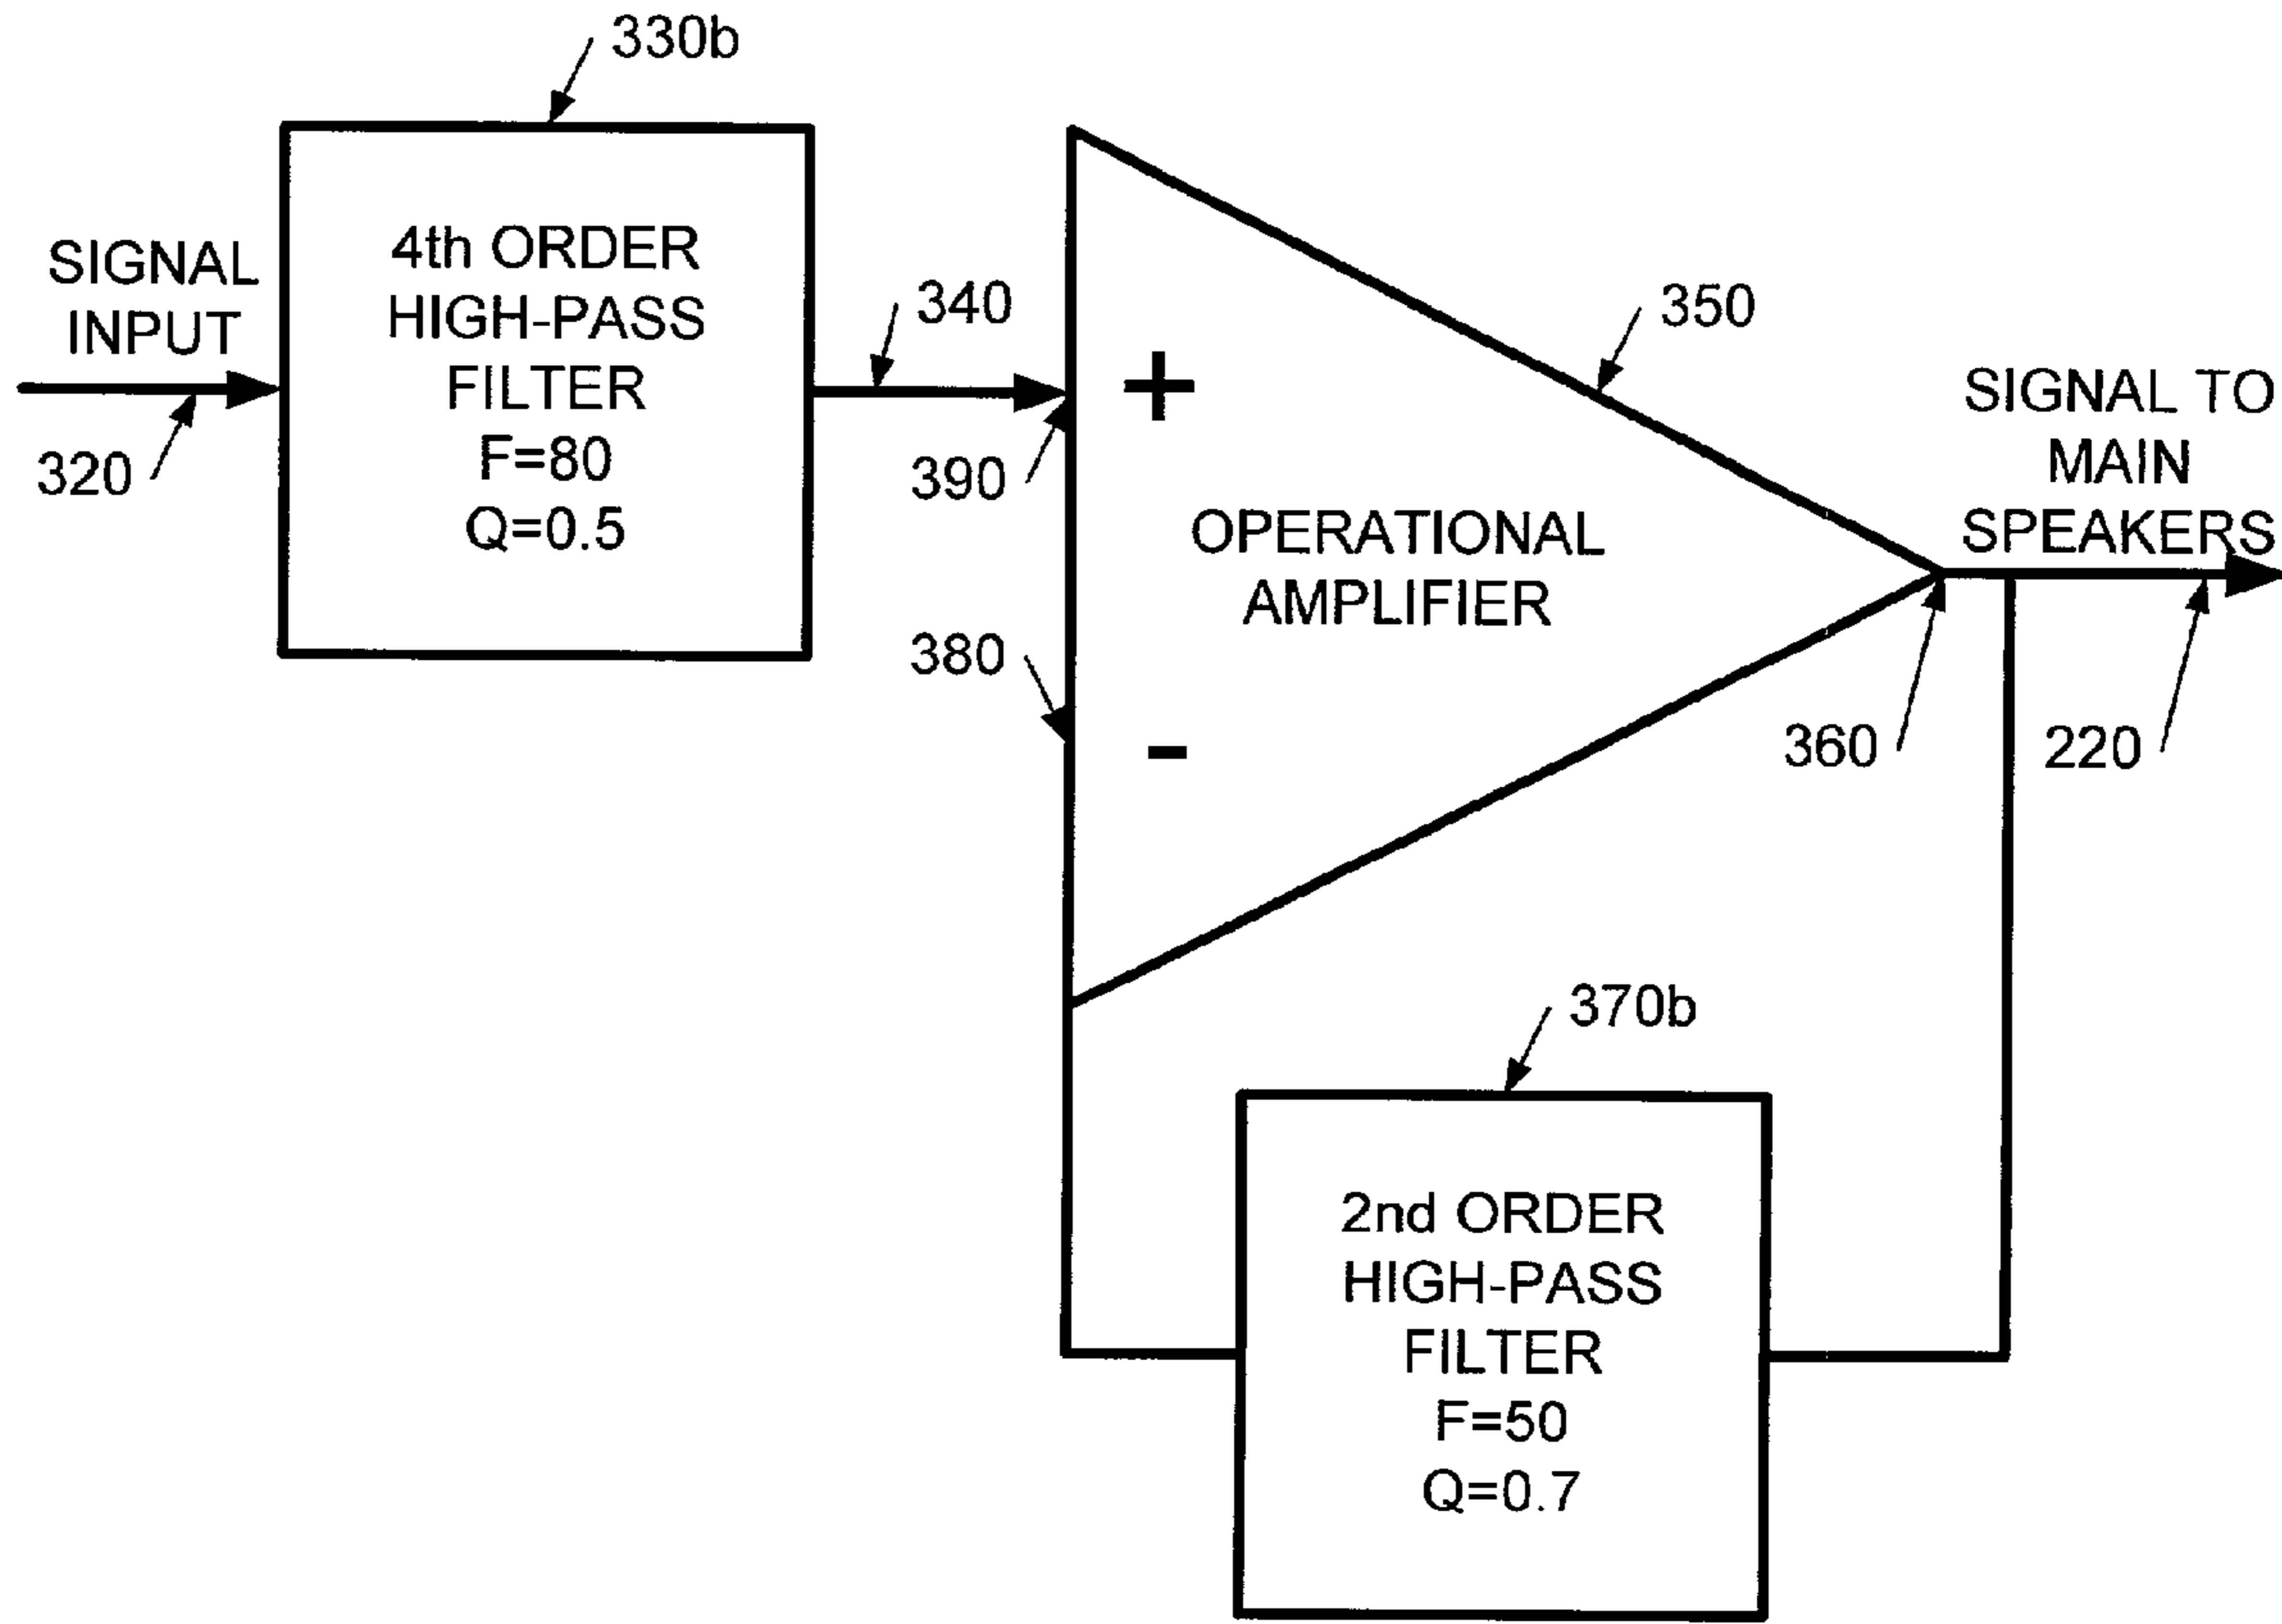 330b
SIGNAL
INPUT
320
4th ORDER
HIGH-PASS
FILTER
F=80
Q=0.5
340
390
380
+
-
OPERATIONAL
AMPLIFIER
350
SIGNAL TO
MAIN
SPEAKERS
360
220
370b
2nd ORDER
HIGH-PASS
FILTER
F=50
Q=0.7